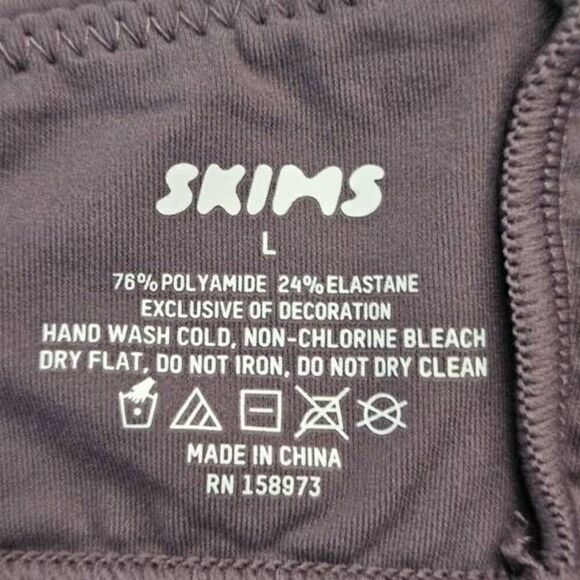 SKIMS
L
76% POLYAMIDE 24% ELASTANE
EXCLUSIVE OF DECORATION
HAND WASH COLD, NON-CHLORINE BLEACH
DRY FLAT, DO NOT IRON, DO NOT DRY CLEAN
MADE IN CHINA
RN 158973